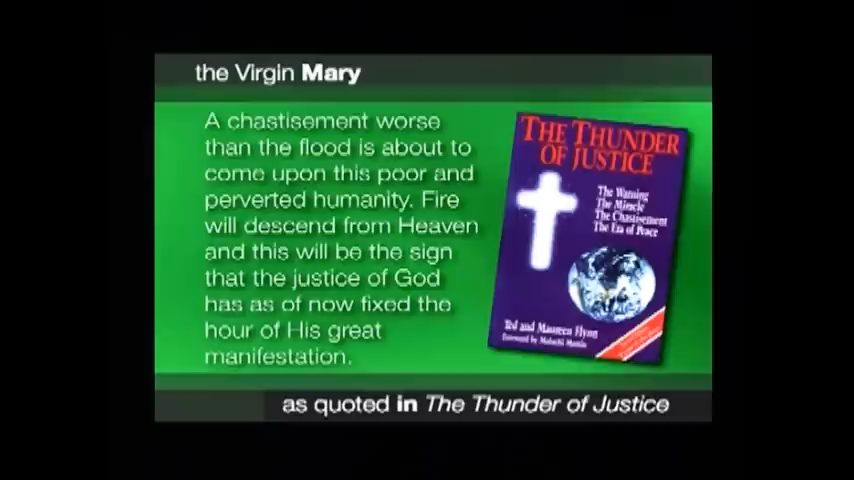 the Virgin Mary
A chastisement worse
than the flood is about to
come upon this poor and
perverted humanity. Fire
will descend from Heaven
and this will be the sign
that the justice of God
has as of now fixed the
hour of His great
manifestation.
THE THUNDER
OF JUSTICE
The Warning
The Miracle
The Chastisement
The Era of Peace
Ted and Maureen Flynn
Foreword by Malachi Martin
as quoted in The Thunder of Justice